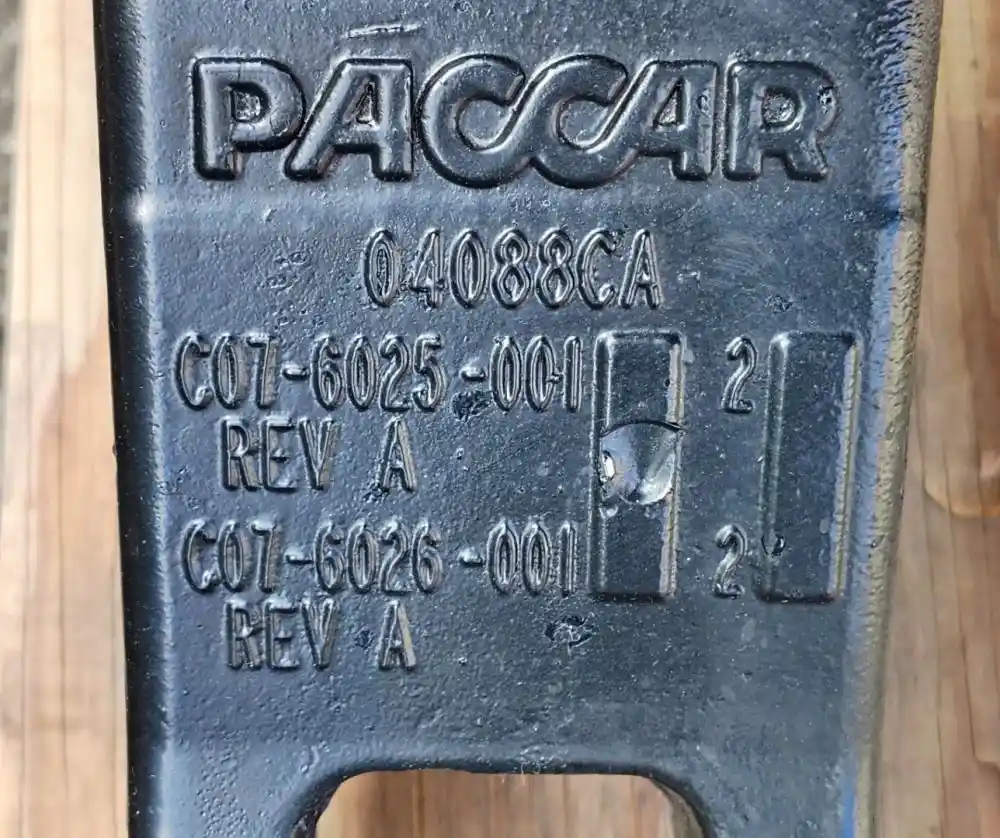 PACCAR
04088CA
C07-6025-001 2
REV A
C07-6026-001 2
REV A